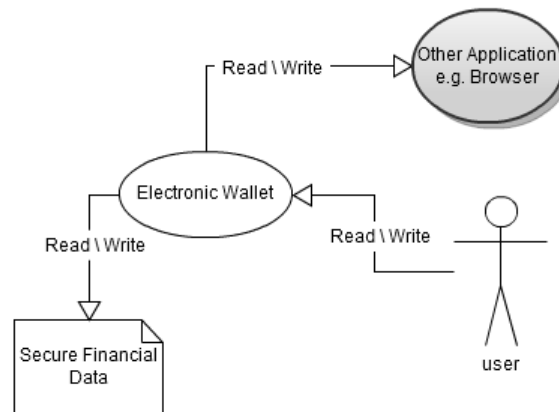 Other Application
e.g. Browser
Read \ Write
Electronic Wallet
Read \ Write
Read \ Write
Secure Financial
Data
user